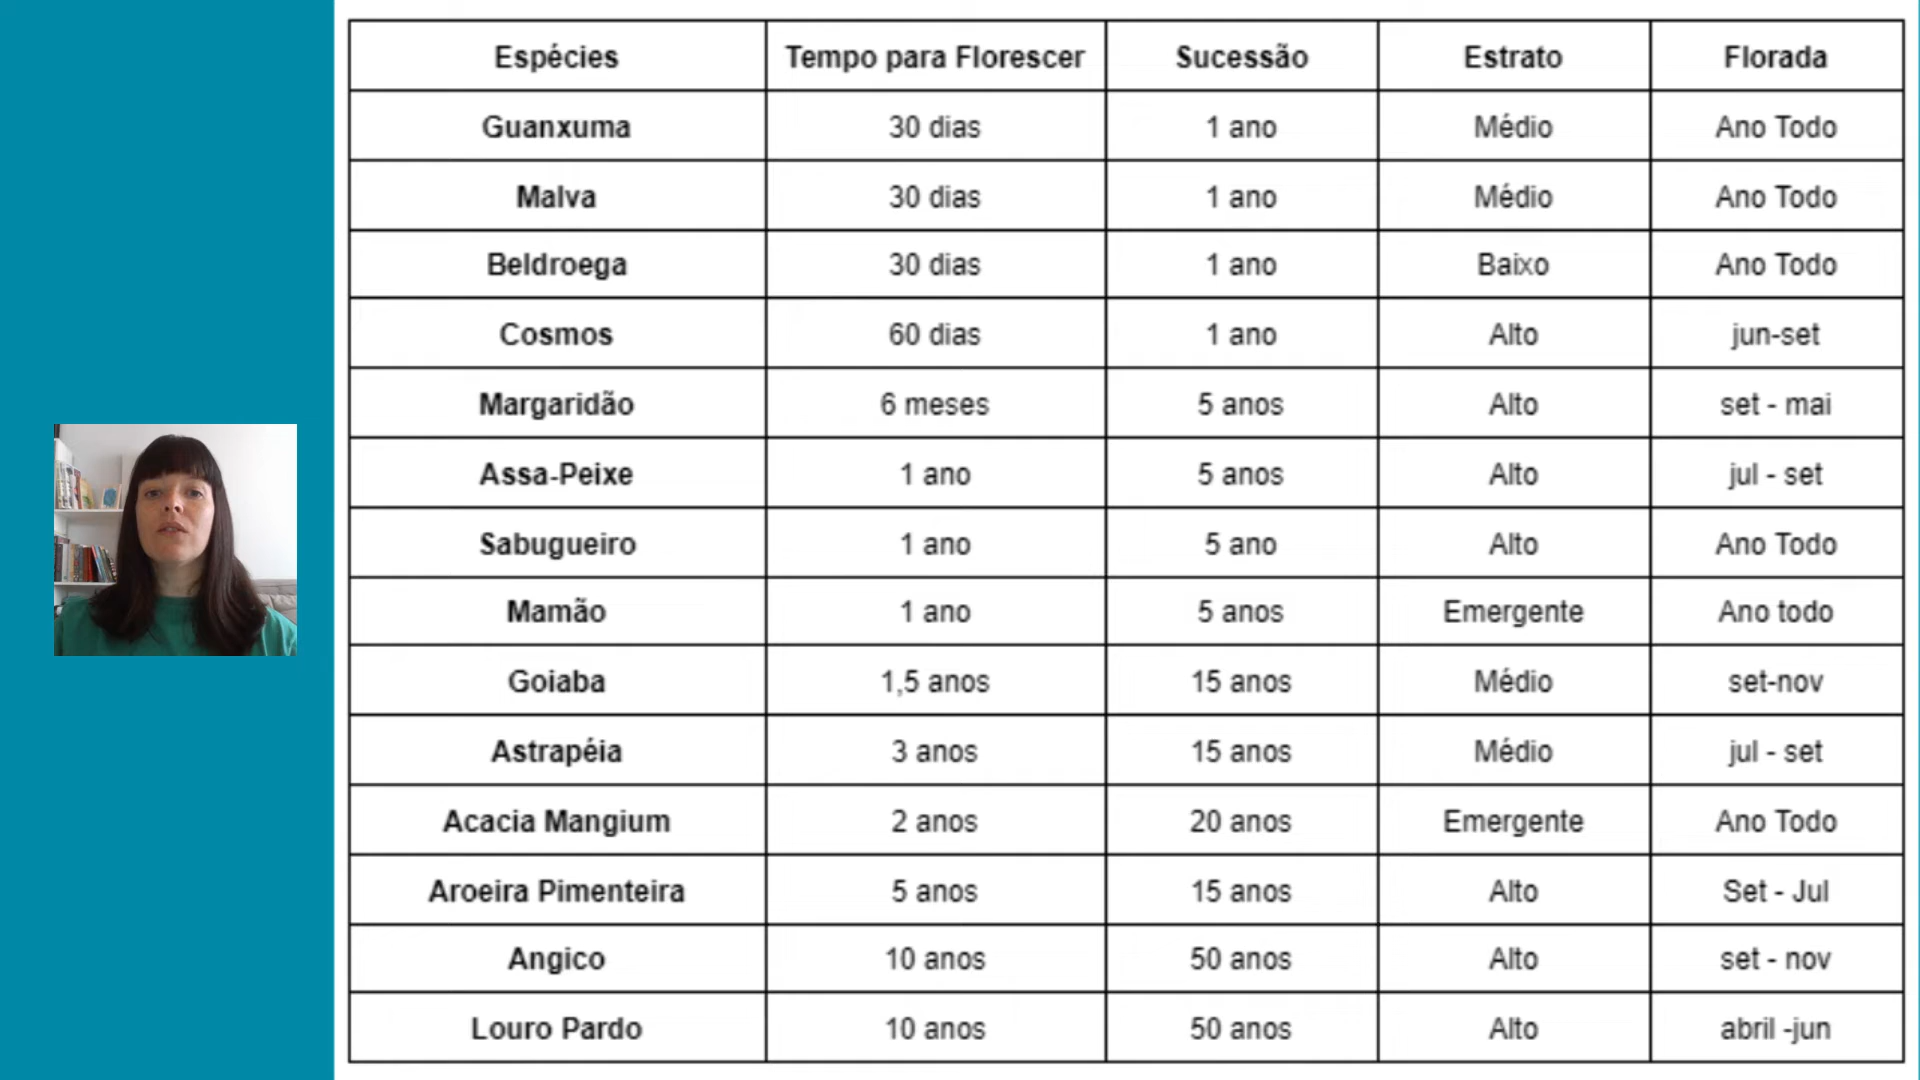 Espécies Tempo para Florescer Sucessão Estrato Florada
Guanxuma 30 dias 1 ano Médio Ano Todo
Malva 30 dias 1 ano Médio Ano Todo
Beldroega 30 dias 1 ano Baixo Ano Todo
Cosmos 60 dias 1 ano Alto jun-set
Margaridão 6 meses 5 anos Alto set - mai
Assa-Peixe 1 ano 5 anos Alto jul - set
Sabugueiro 1 ano 5 ano Alto Ano Todo
Mamão 1 ano 5 anos Emergente Ano todo
Goiaba 1,5 anos 15 anos Médio set-nov
Astrapéia 3 anos 15 anos Médio jul - set
Acacia Mangium 2 anos 20 anos Emergente Ano Todo
Aroeira Pimenteira 5 anos 15 anos Alto Set - Jul
Angico 10 anos 50 anos Alto set - nov
Louro Pardo 10 anos 50 anos Alto abril -jun